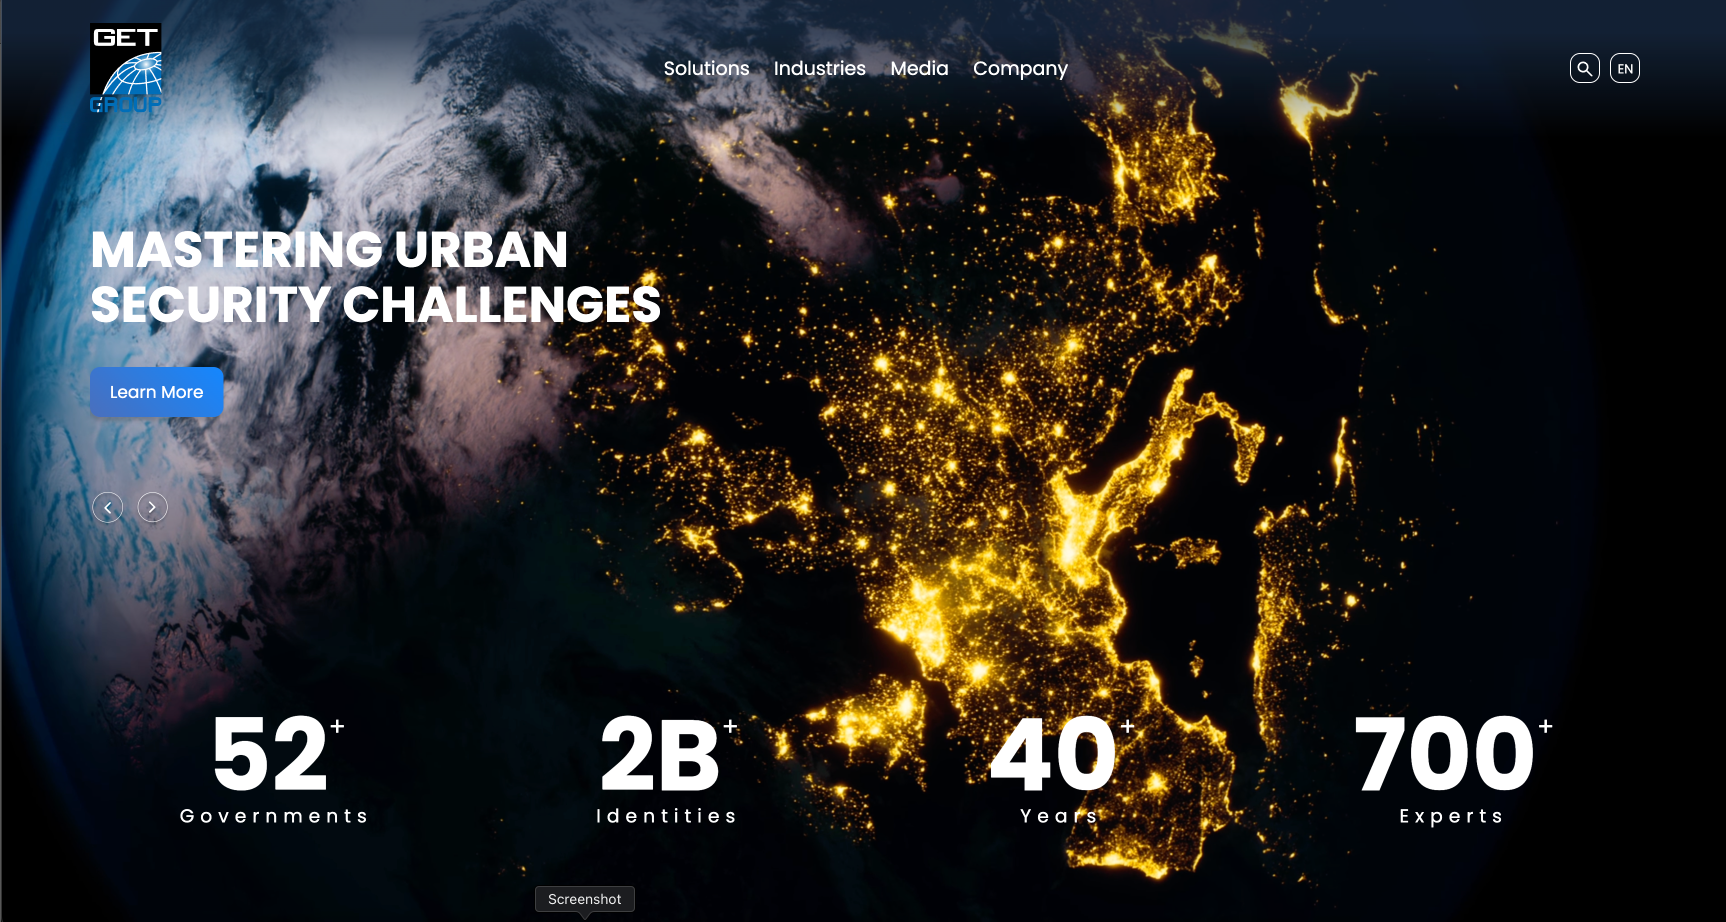 GET
GROUP
Solutions
Industries
Media
Company
EN
MASTERING URBAN
SECURITY CHALLENGES
Learn More
52+
Governments
2B+
Identities
40+
Years
700+
Experts
Screenshot